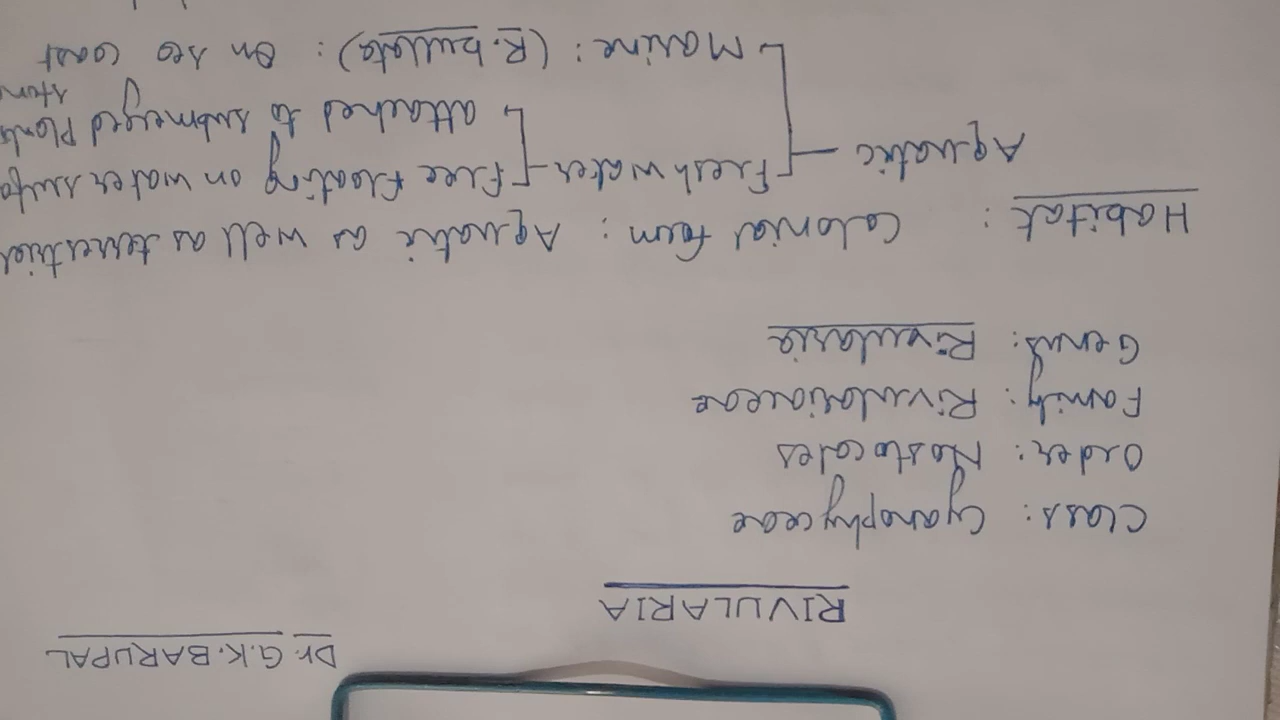 Dr. G.K. BARUPAL
RIVULARIA
Class: Cyanophyceae
Order: Nostocales
Family: Rivulariaceae
Genus: Rivularia
Habitat: Colonial form: Aquatic as well as terrestrial
Aquatic Fresh water Free floating on water
attached to submerged Plants
Marine: (R. bullata): On sea coast